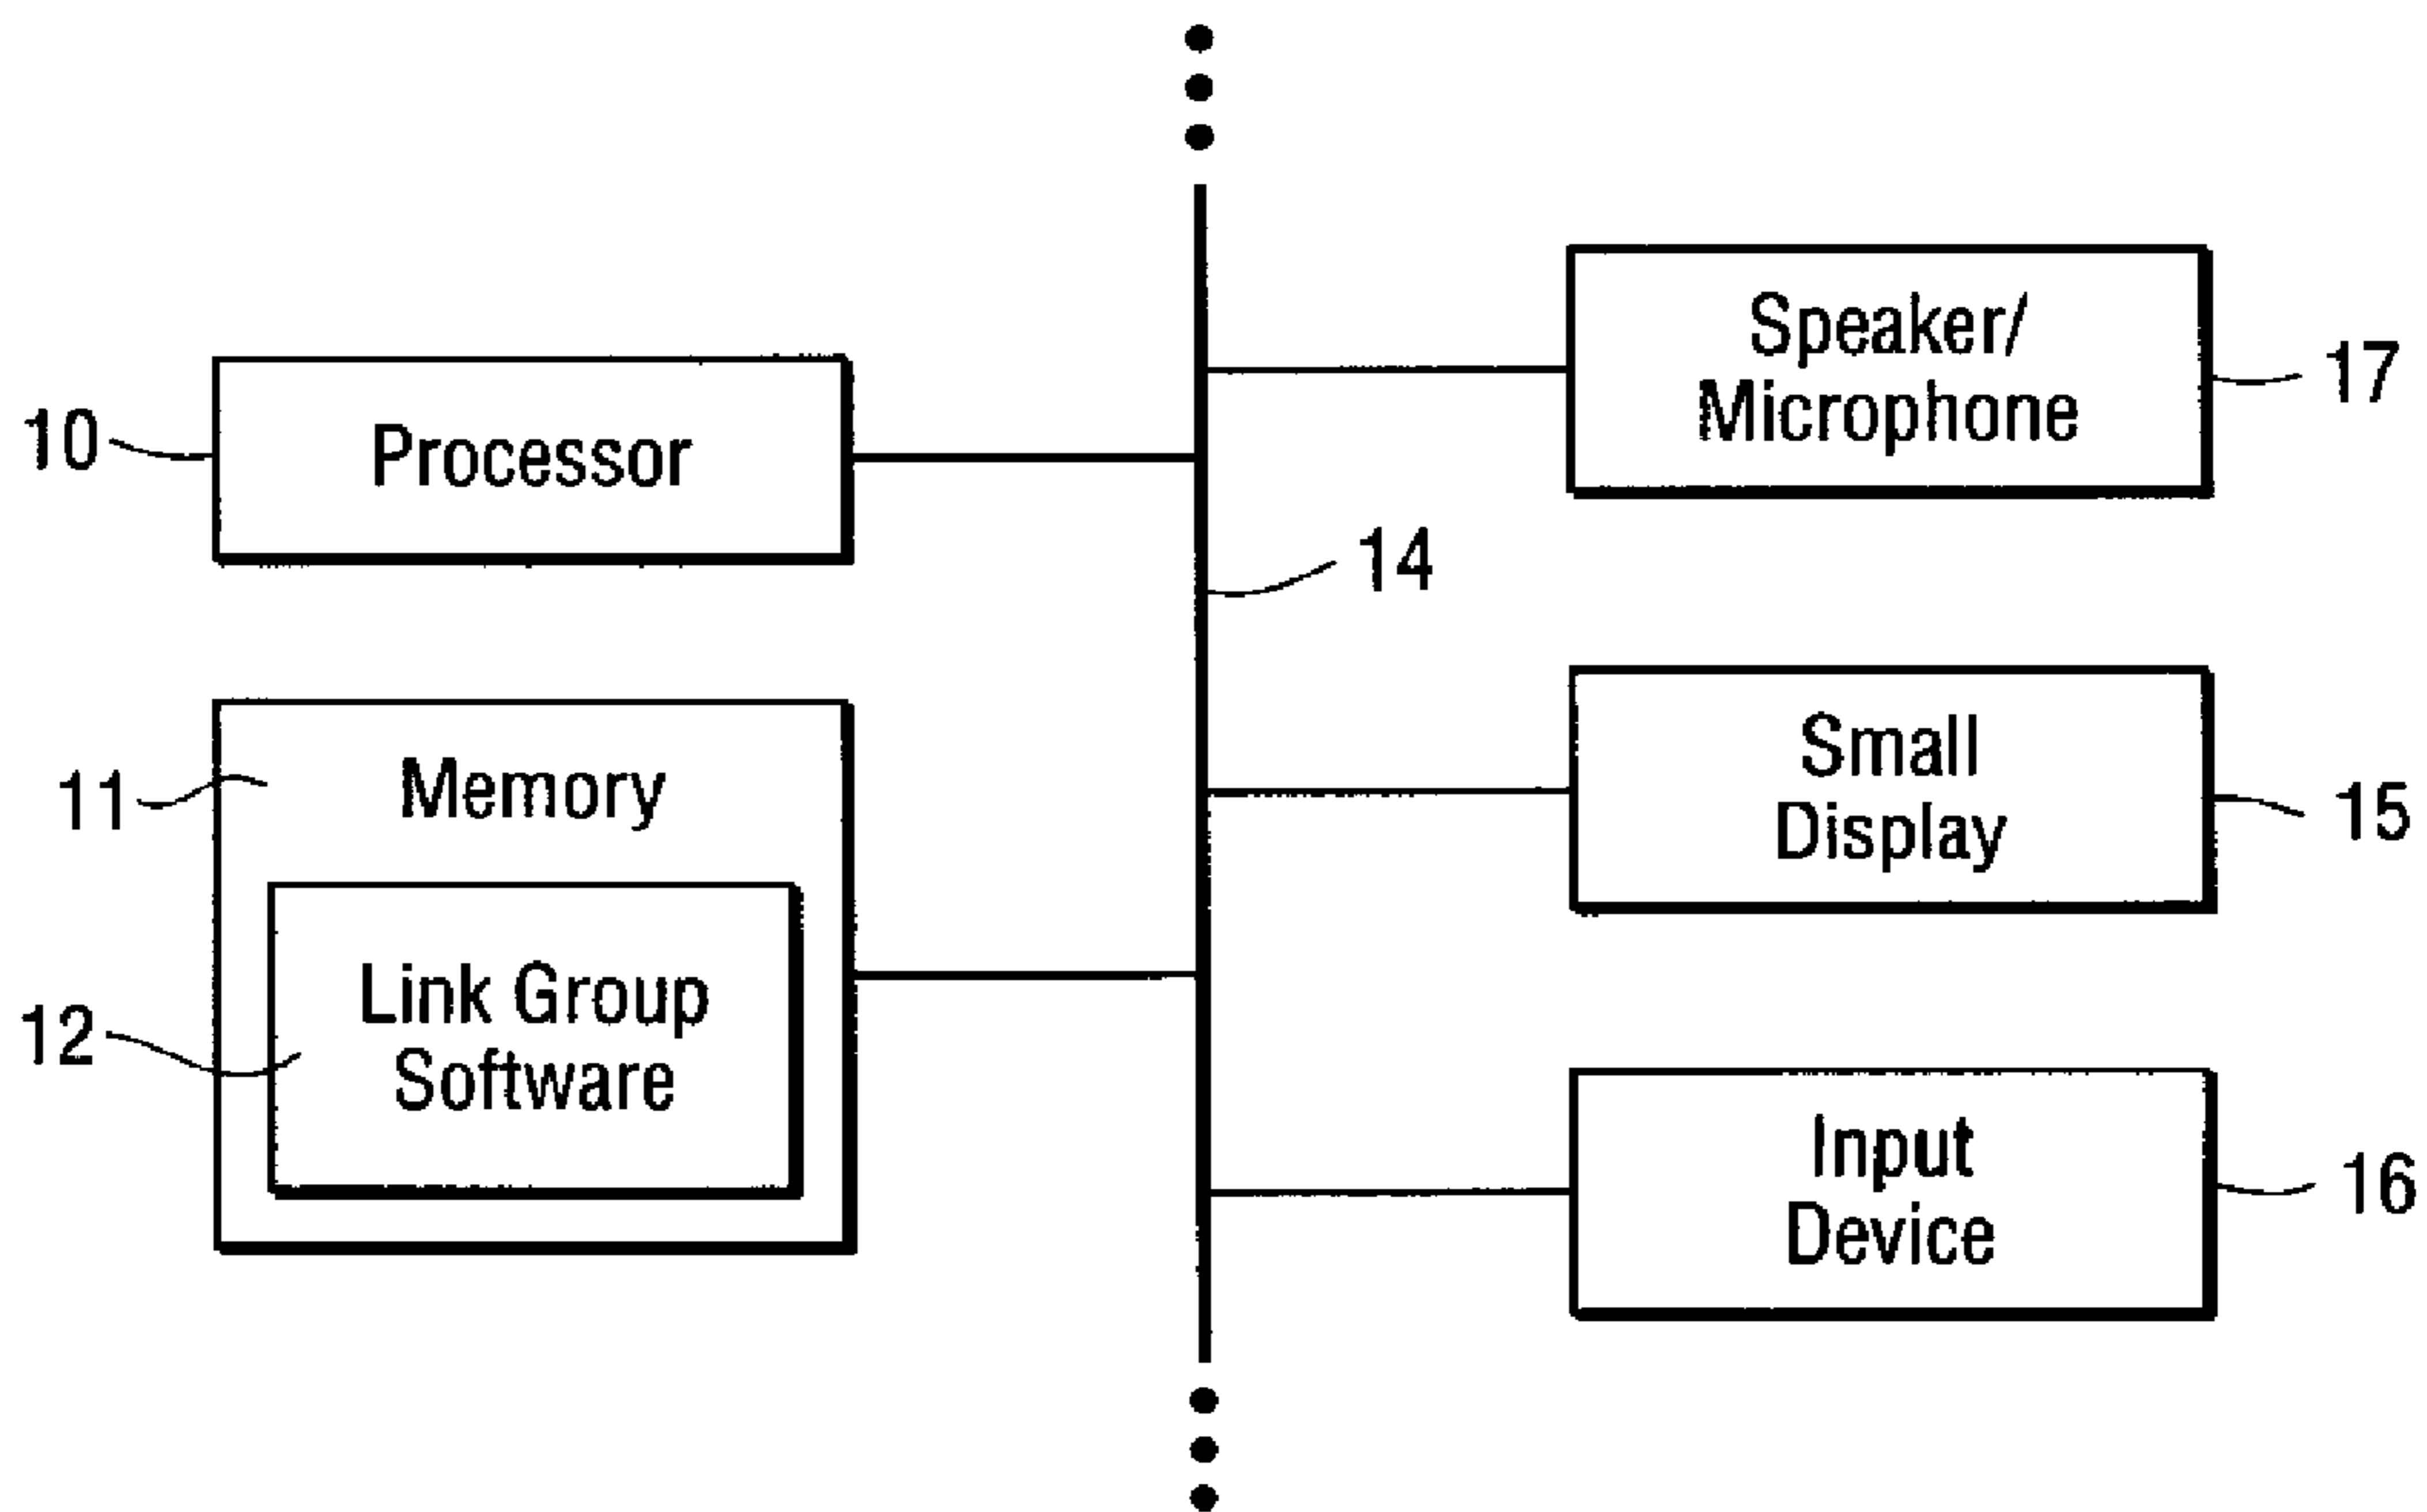 10
Processor
11
Memory
12
Link Group
Software
14
Speaker/
Microphone
17
Small
Display
15
Input
Device
16